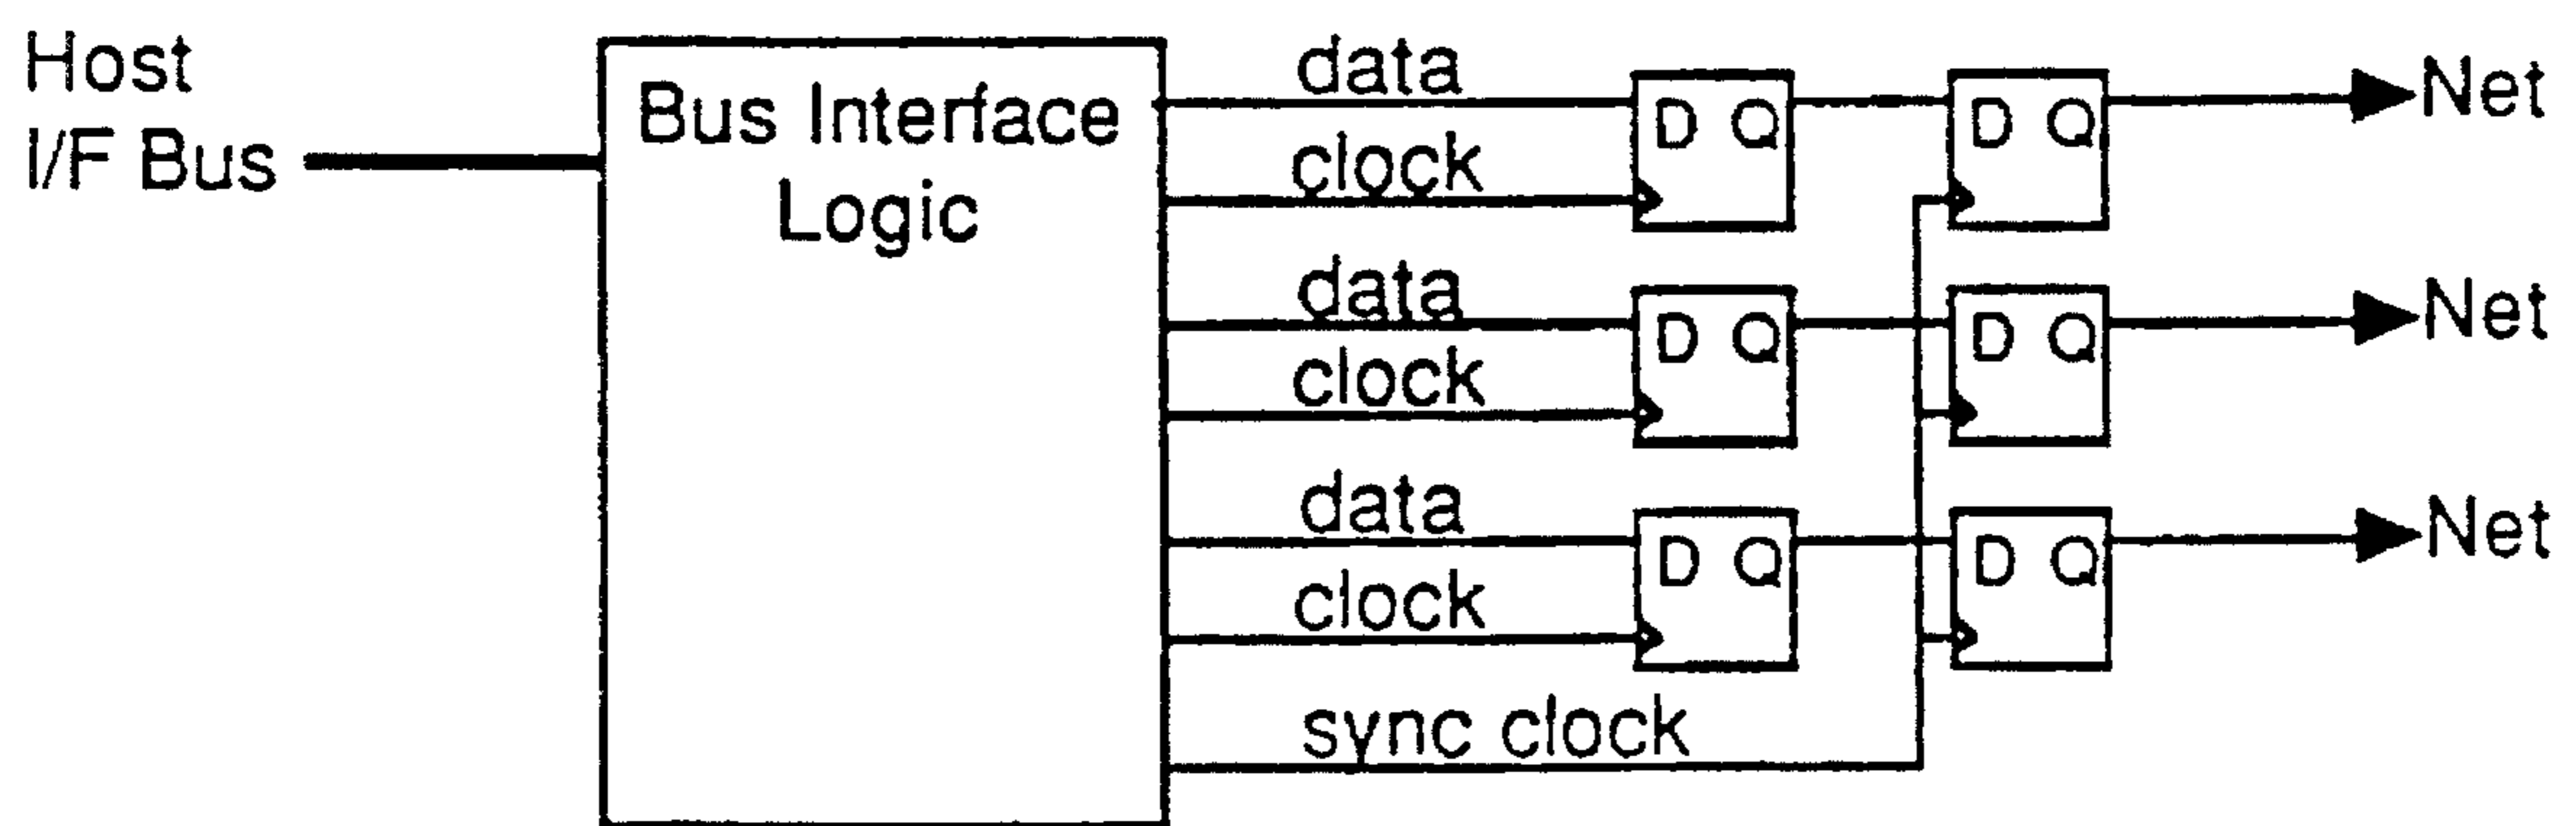 Host
I/F Bus
Bus Interface
Logic
data
clock
D Q
D Q
Net
data
clock
D Q
D Q
Net
data
clock
D Q
D Q
Net
sync clock